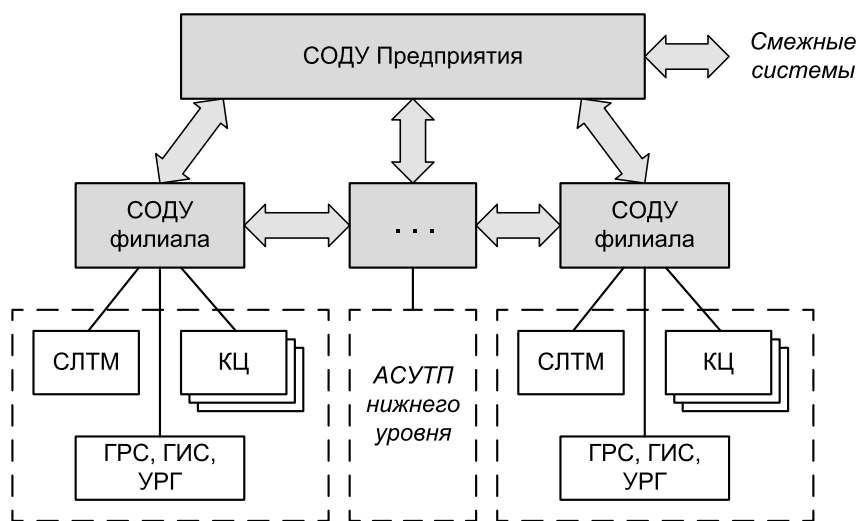 СОДУ Предприятия
Смежные
системы
СОДУ
филиала
. . .
СОДУ
филиала
СЛТМ
КЦ
ГРС, ГИС,
УРГ
АСУТП
нижнего
уровня
СЛТМ
КЦ
ГРС, ГИС,
УРГ